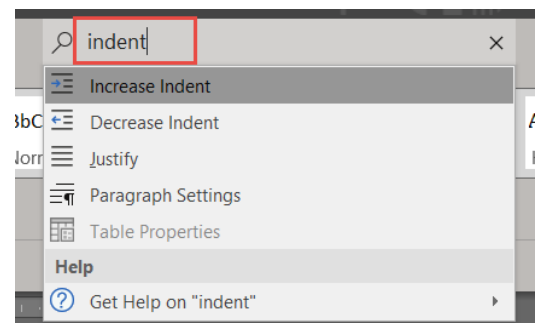 indent
Increase Indent
Decrease Indent
Justify
Paragraph Settings
Table Properties
Help
Get Help on "indent"